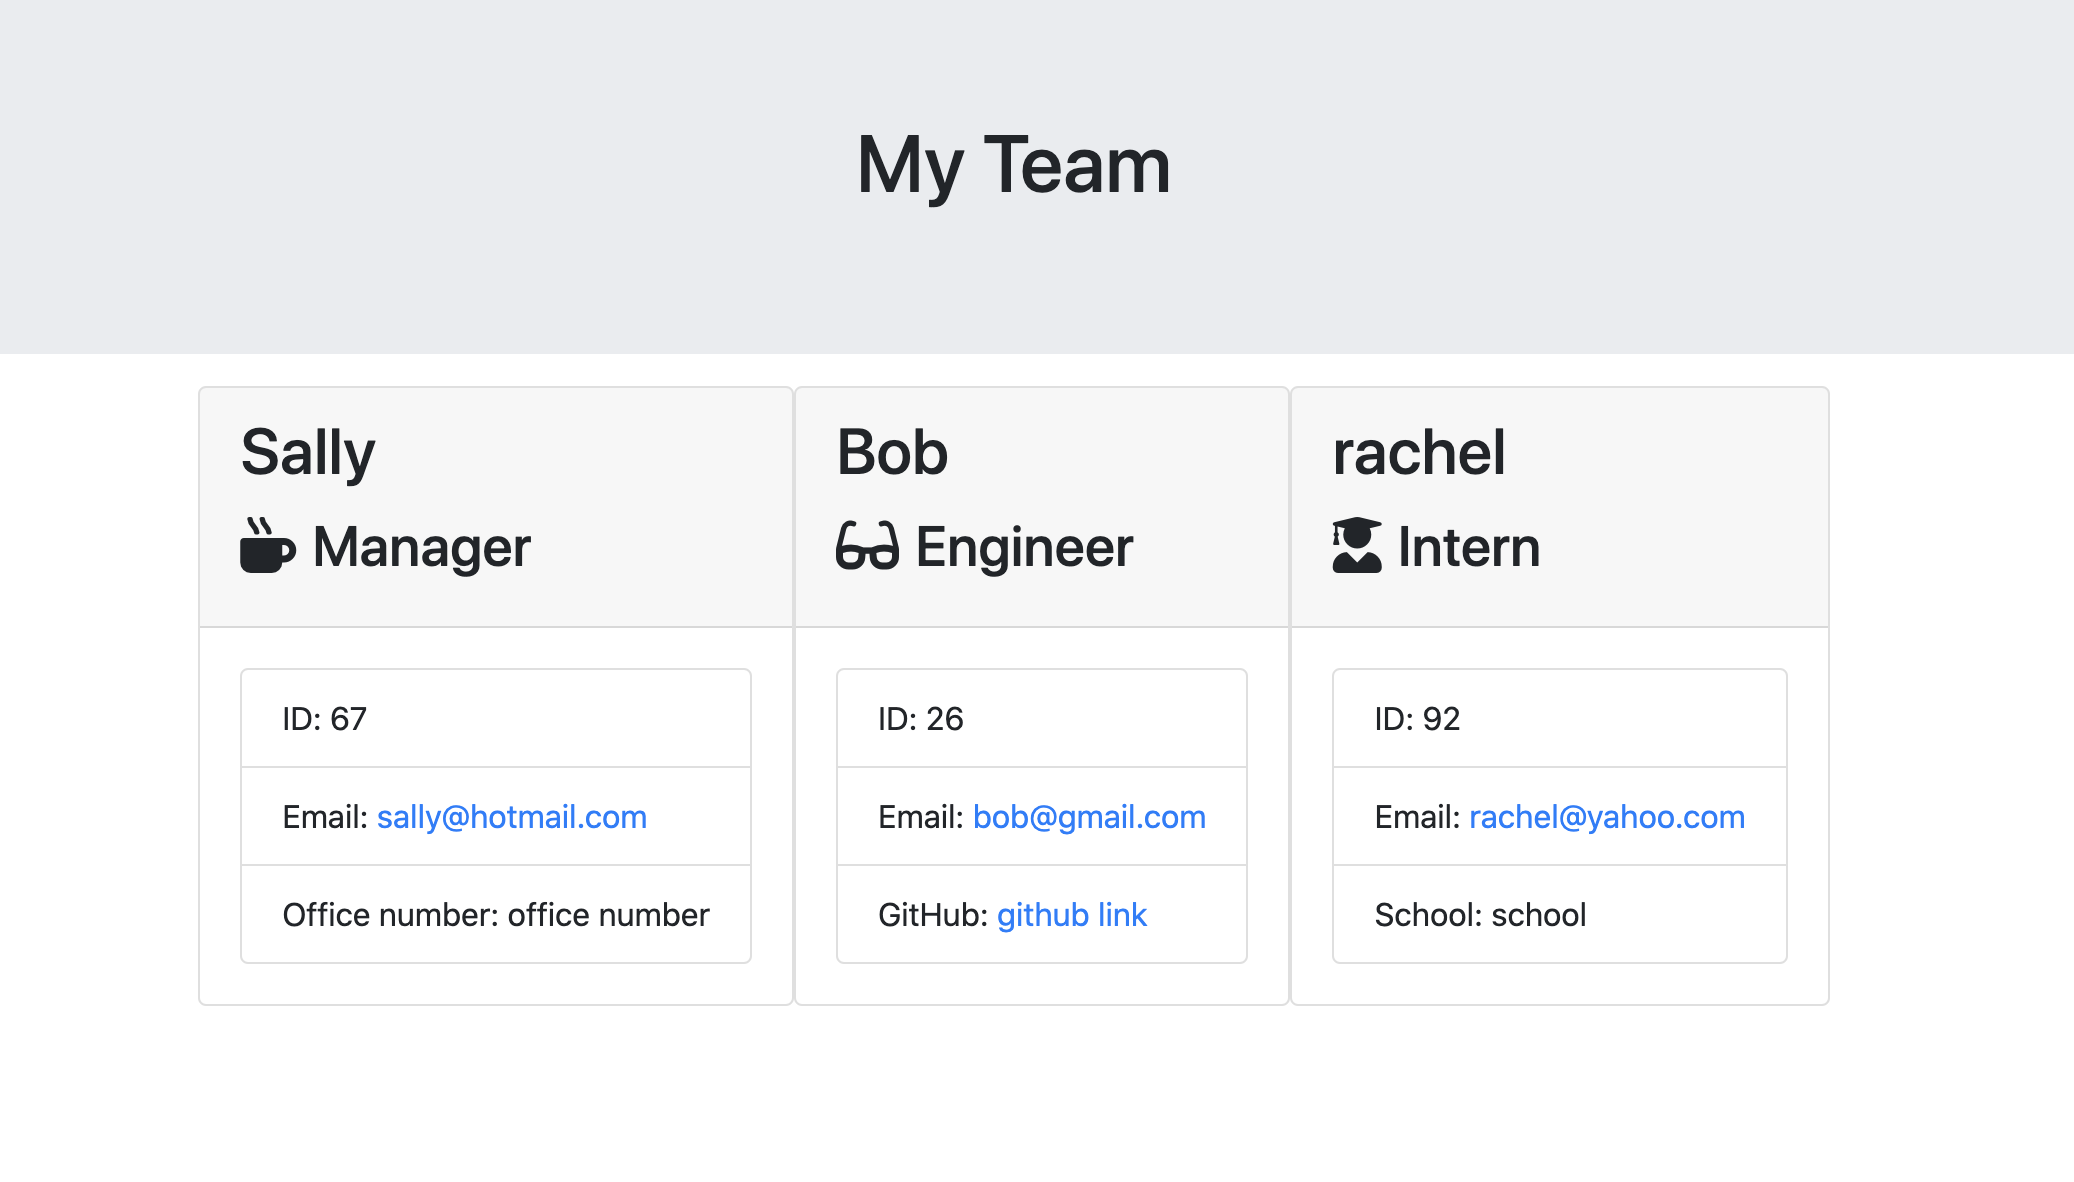 My Team
Sally
Manager
ID: 67
Email: sally@hotmail.com
Office number: office number
Bob
Engineer
ID: 26
Email: bob@gmail.com
GitHub: github link
rachel
Intern
ID: 92
Email: rachel@yahoo.com
School: school